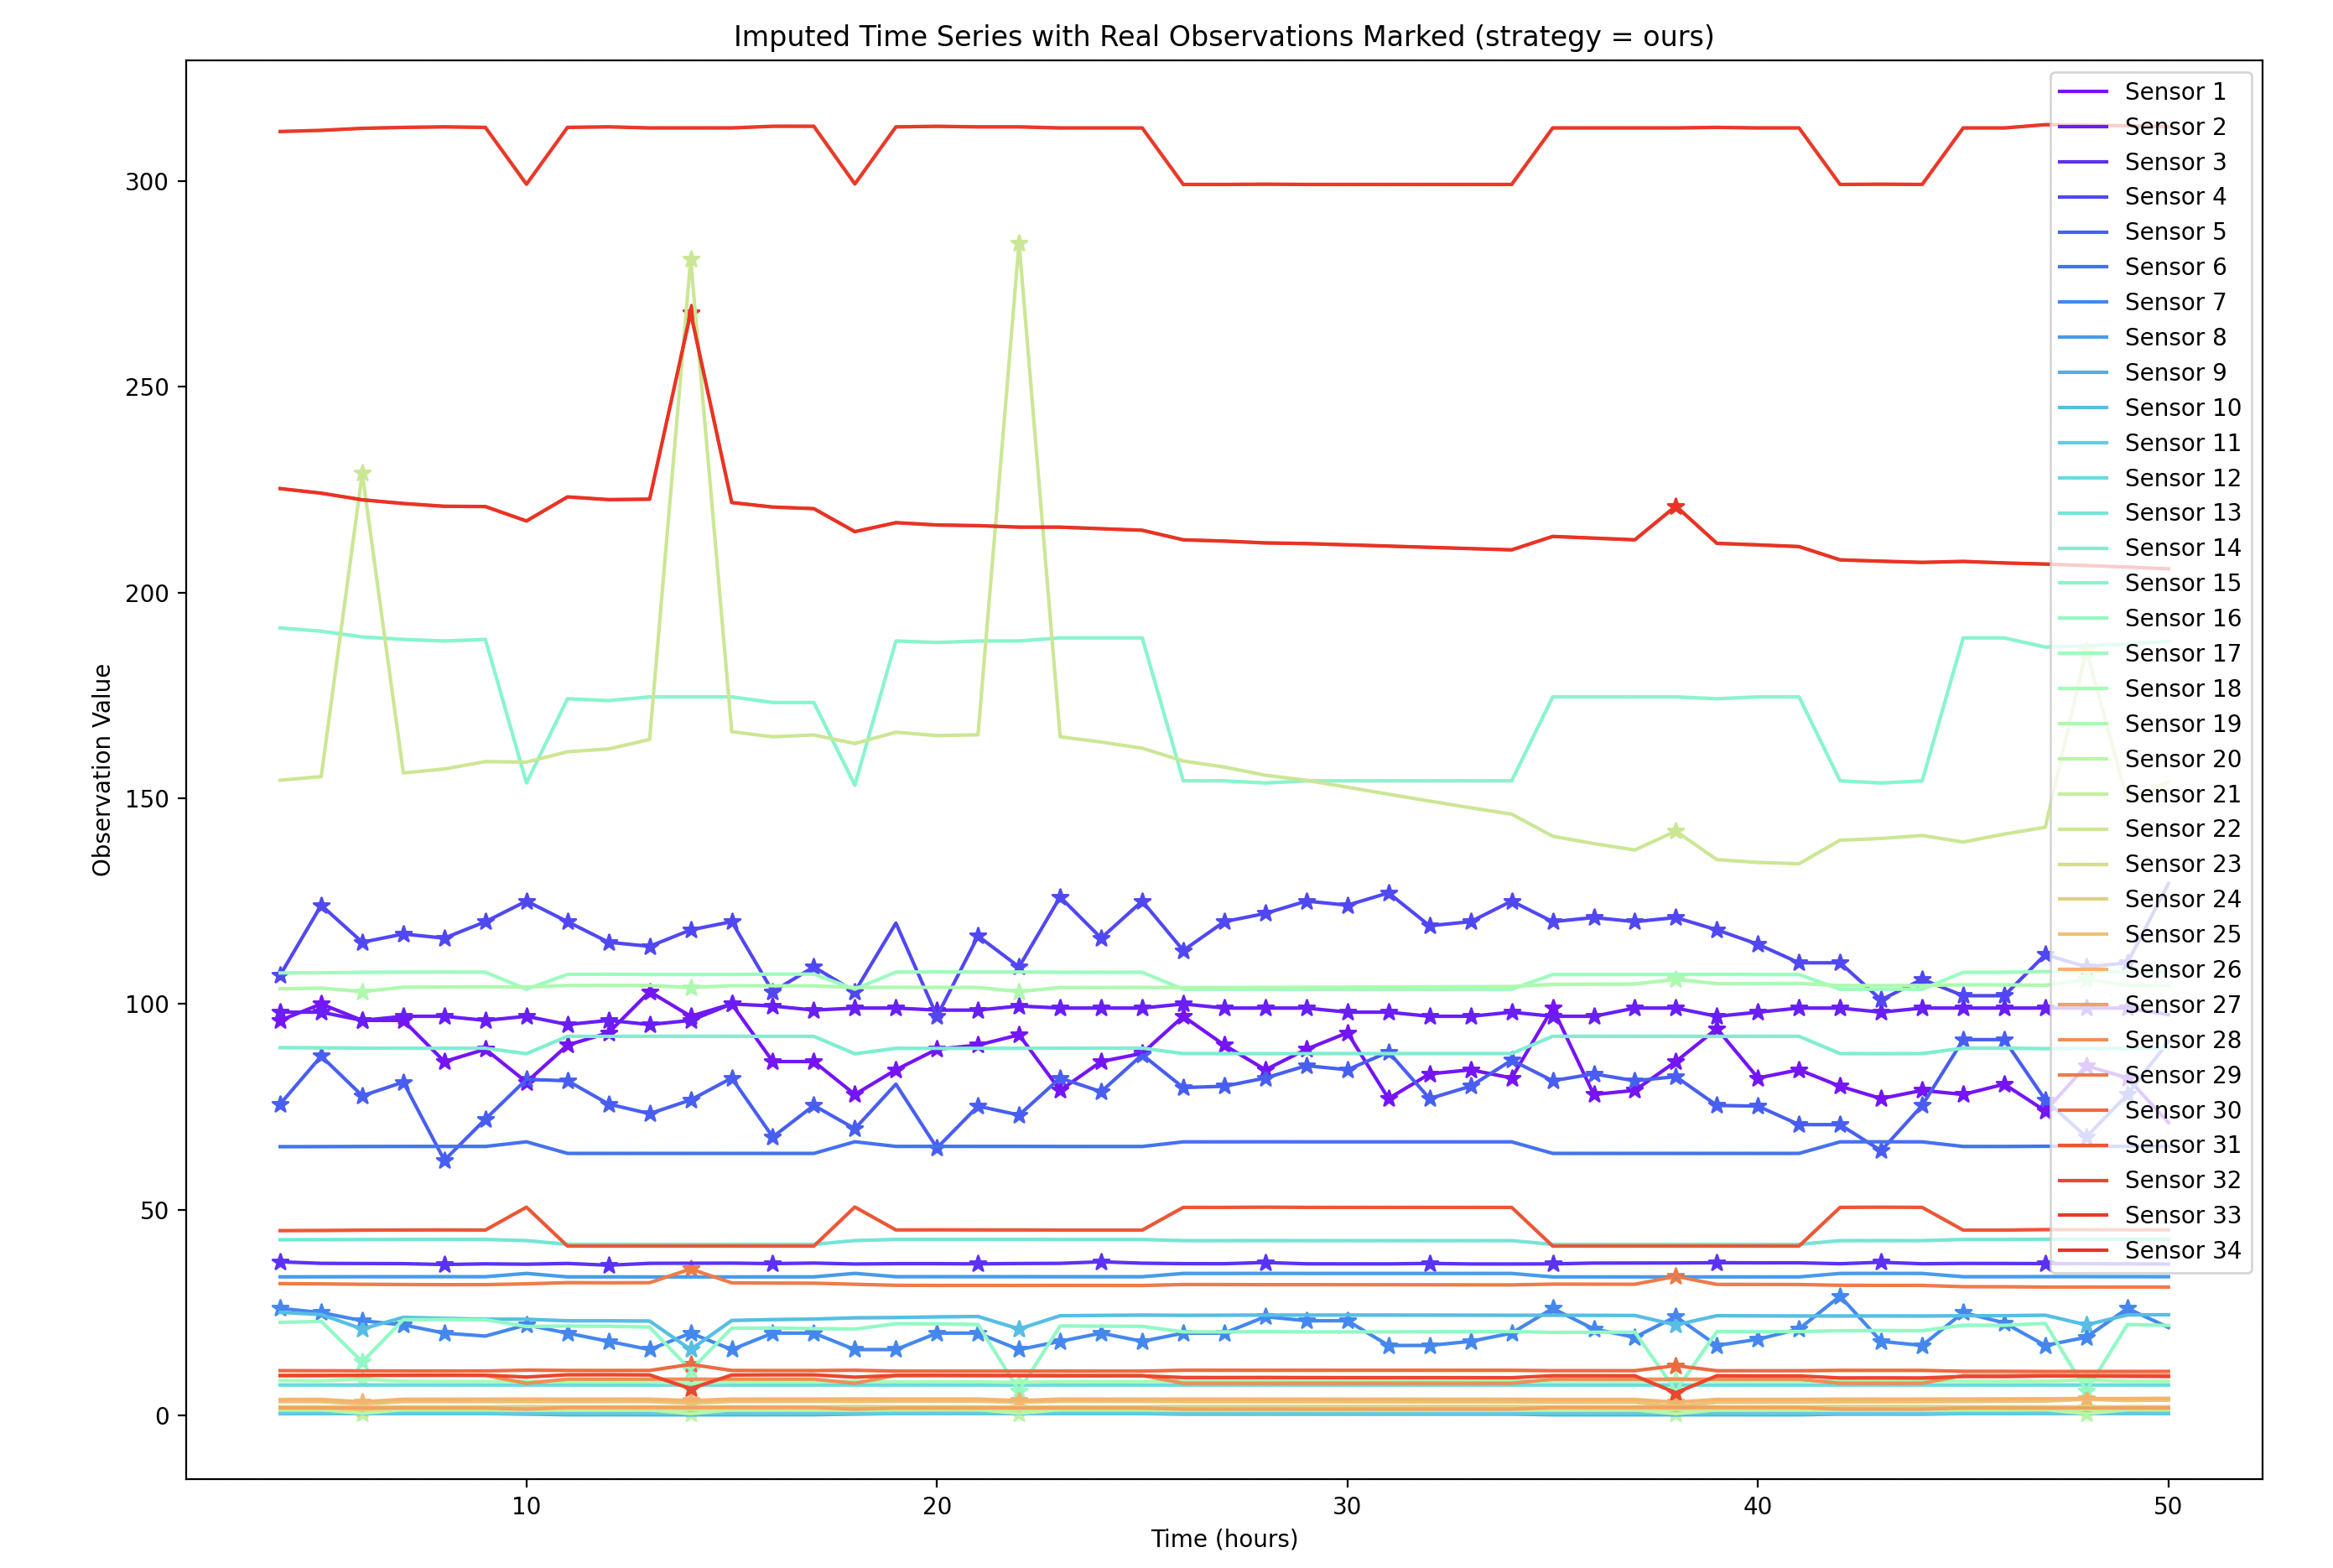 Imputed Time Series with Real Observations Marked (strategy = ours)
Observation Value
300
250
200
150
100
50
0
10
20
30
40
50
Time (hours)
Sensor 1
Sensor 2
Sensor 3
Sensor 4
Sensor 5
Sensor 6
Sensor 7
Sensor 8
Sensor 9
Sensor 10
Sensor 11
Sensor 12
Sensor 13
Sensor 14
Sensor 15
Sensor 16
Sensor 17
Sensor 18
Sensor 19
Sensor 20
Sensor 21
Sensor 22
Sensor 23
Sensor 24
Sensor 25
Sensor 26
Sensor 27
Sensor 28
Sensor 29
Sensor 30
Sensor 31
Sensor 32
Sensor 33
Sensor 34